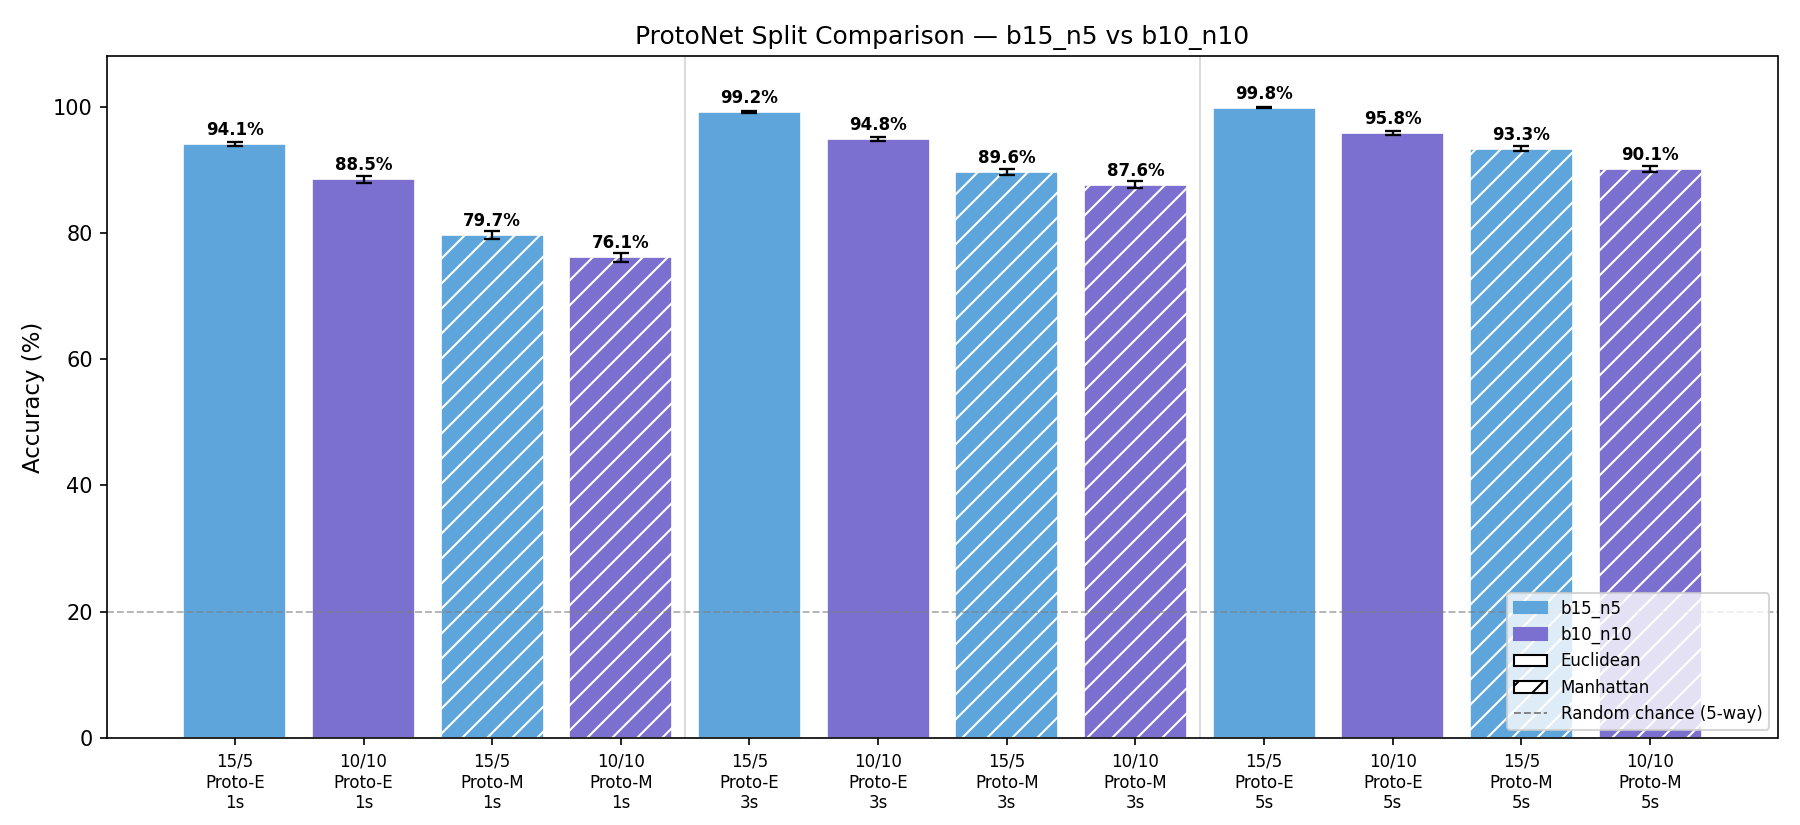 ProtoNet Split Comparison — b15_n5 vs b10_n10
Accuracy (%)
100
80
60
40
20
0
94.1%
88.5%
79.7%
76.1%
99.2%
94.8%
89.6%
87.6%
99.8%
95.8%
93.3%
90.1%
b15_n5
b10_n10
Euclidean
Manhattan
Random chance (5-way)
15/5
Proto-E
1s
10/10
Proto-E
1s
15/5
Proto-M
1s
10/10
Proto-M
1s
15/5
Proto-E
3s
10/10
Proto-E
3s
15/5
Proto-M
3s
10/10
Proto-M
3s
15/5
Proto-E
5s
10/10
Proto-E
5s
15/5
Proto-M
5s
10/10
Proto-M
5s